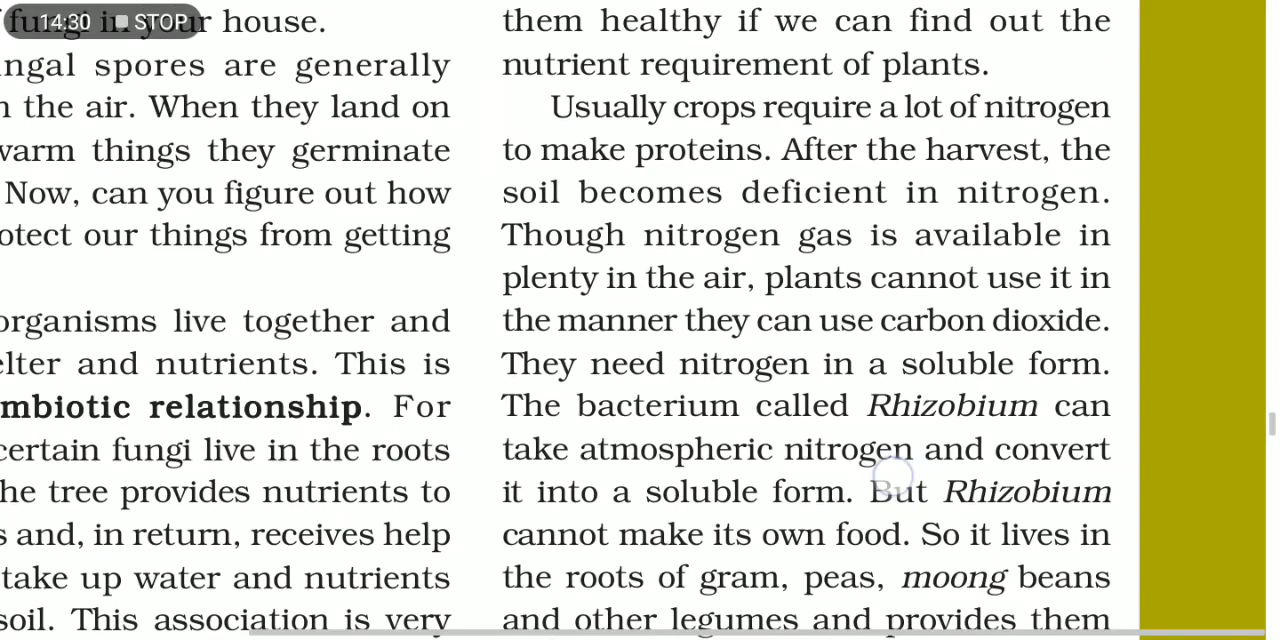 14:30 STOP
fungi in your house.
ngal spores are generally
the air. When they land on
warm things they germinate
Now, can you figure out how
otect our things from getting
organisms live together and
elter and nutrients. This is
mbiotic relationship. For
certain fungi live in the roots
he tree provides nutrients to
s and, in return, receives help
take up water and nutrients
soil. This association is very
them healthy if we can find out the
nutrient requirement of plants.
Usually crops require a lot of nitrogen
to make proteins. After the harvest, the
soil becomes deficient in nitrogen.
Though nitrogen gas is available in
plenty in the air, plants cannot use it in
the manner they can use carbon dioxide.
They need nitrogen in a soluble form.
The bacterium called Rhizobium can
take atmospheric nitrogen and convert
it into a soluble form. But Rhizobium
cannot make its own food. So it lives in
the roots of gram, peas, moong beans
and other legumes and provides them